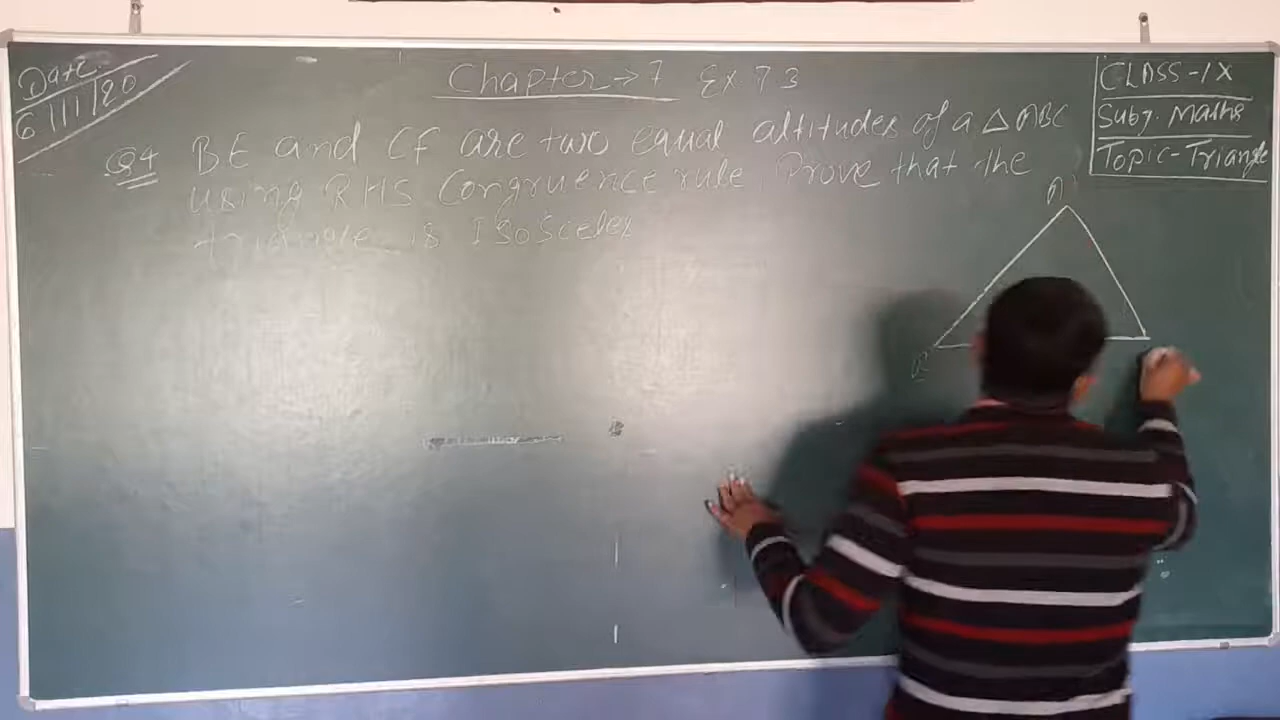 Date
6/11/20
Chapter → 7 Ex 7.3
CLASS - IX
Subj. Maths
Topic - Triangle
Q4 BE and CF are two equal altitudes of a △ABC
using RHS Congruence rule, Prove that the
triangle is Isosceles
A
B